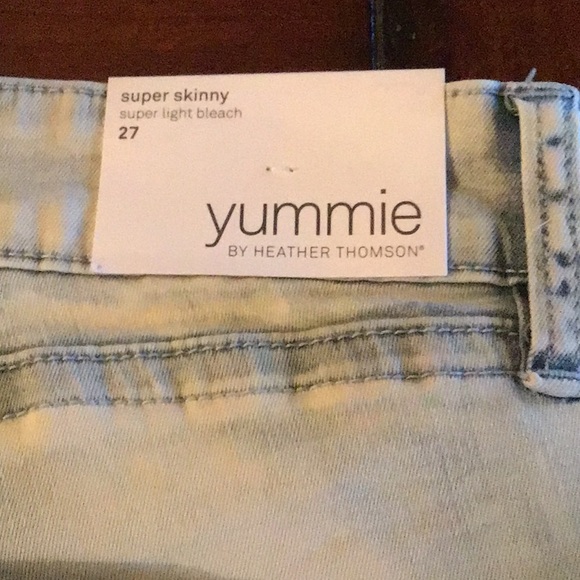 super skinny
super light bleach
27
yummie
BY HEATHER THOMSON®